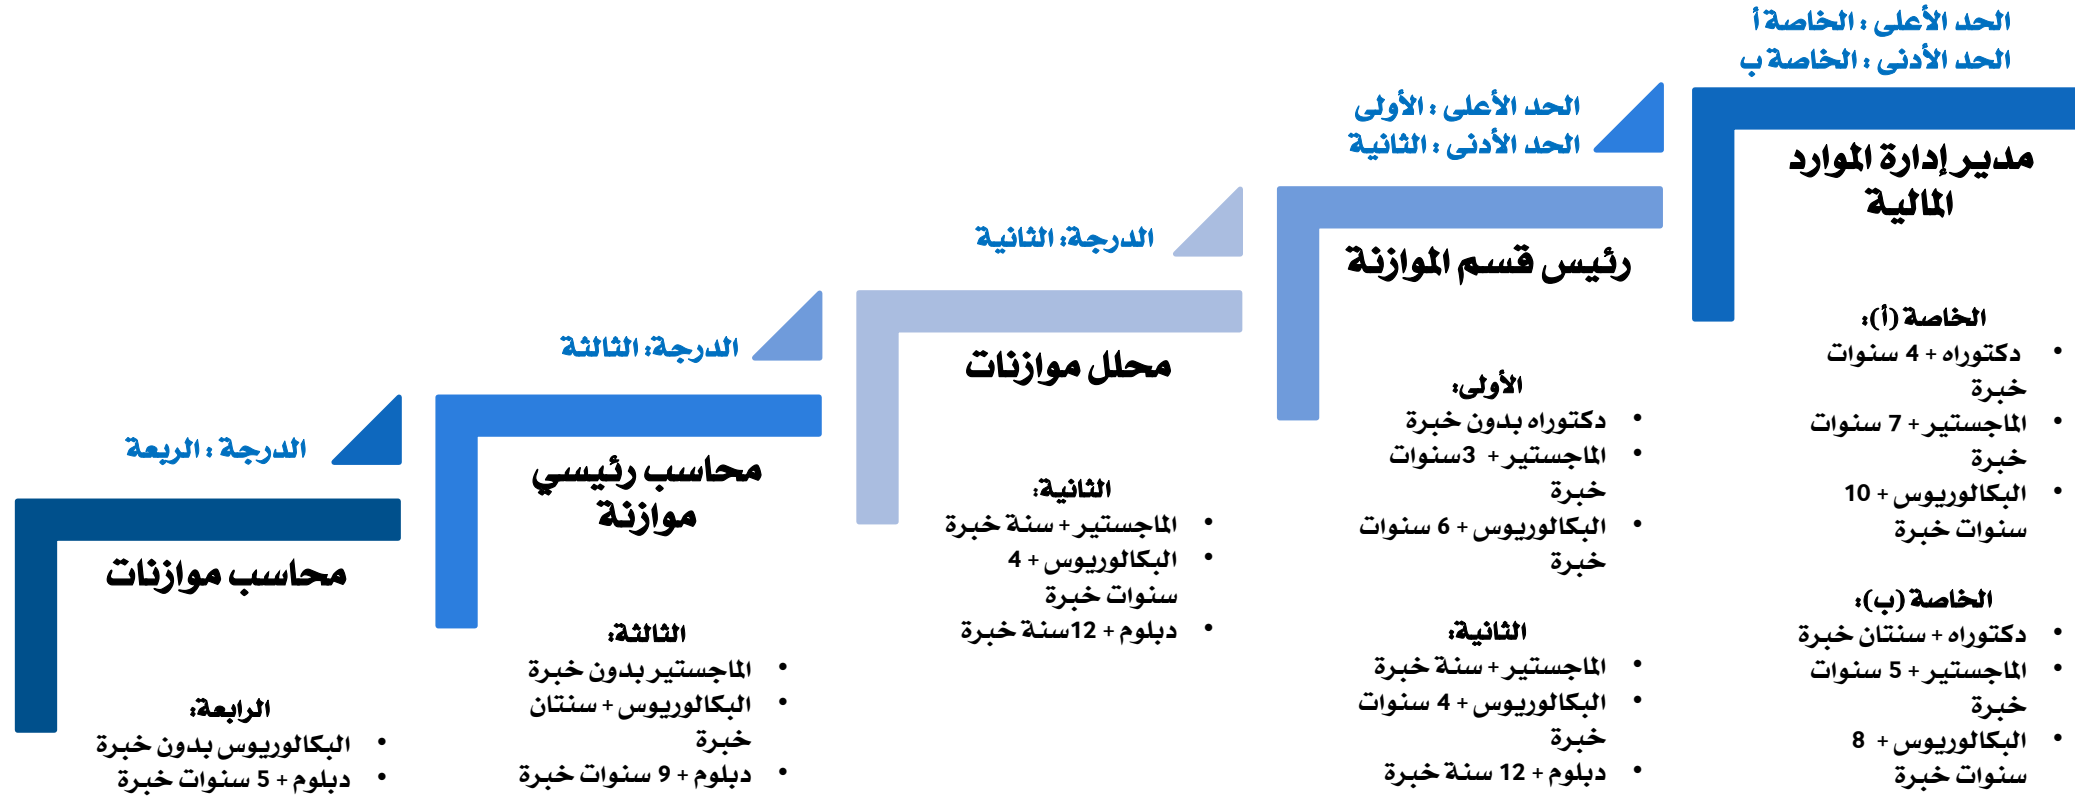 الحد الأعلى : الخاصة أ
الحد الأدنى : الخاصة ب
مدير إدارة الموارد
المالية
الخاصة (أ):
• دكتوراه + 4 سنوات
خبرة
• الماجستير + 7 سنوات
خبرة
• البكالوريوس + 10
سنوات خبرة
الخاصة (ب):
• دكتوراه + سنتان خبرة
• الماجستير + 5 سنوات
خبرة
• البكالوريوس + 8
سنوات خبرة
الحد الأعلى : الأولى
الحد الأدنى : الثانية
رئيس قسم الموازنة
الأولى:
• دكتوراه بدون خبرة
• الماجستير + 3سنوات
خبرة
• البكالوريوس + 6 سنوات
خبرة
الثانية:
• الماجستير + سنة خبرة
• البكالوريوس + 4 سنوات
خبرة
• دبلوم + 12 سنة خبرة
الدرجة: الثانية
محلل موازنات
الثانية:
• الماجستير + سنة خبرة
• البكالوريوس + 4
سنوات خبرة
• دبلوم + 12سنة خبرة
الدرجة: الثالثة
محاسب رئيسي
موازنة
الثالثة:
• الماجستير بدون خبرة
• البكالوريوس + سنتان
خبرة
• دبلوم + 9 سنوات خبرة
الدرجة : الربعة
محاسب موازنات
الرابعة:
• البكالوريوس بدون خبرة
• دبلوم + 5 سنوات خبرة